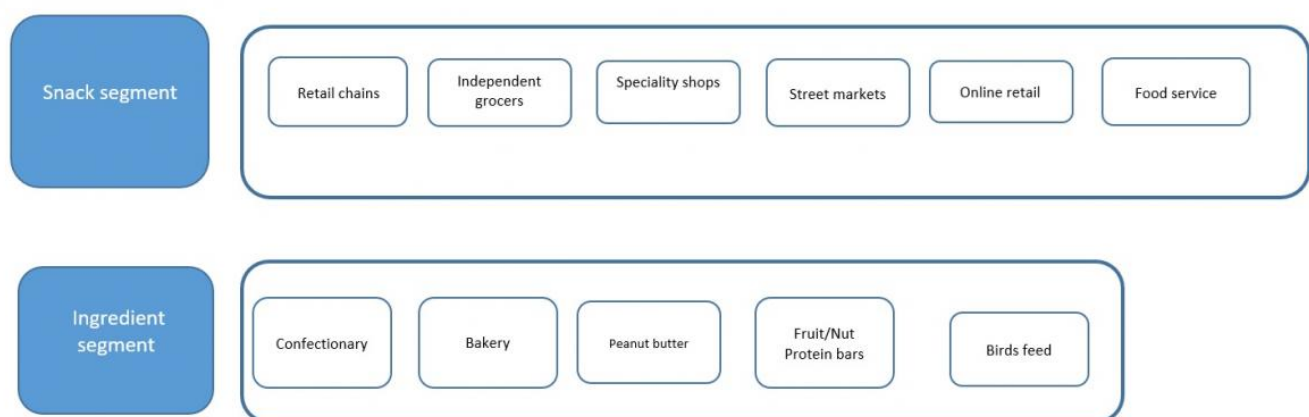 Snack segment
Retail chains
Independent
grocers
Speciality shops
Street markets
Online retail
Food service
Ingredient
segment
Confectionary
Bakery
Peanut butter
Fruit/Nut
Protein bars
Birds feed